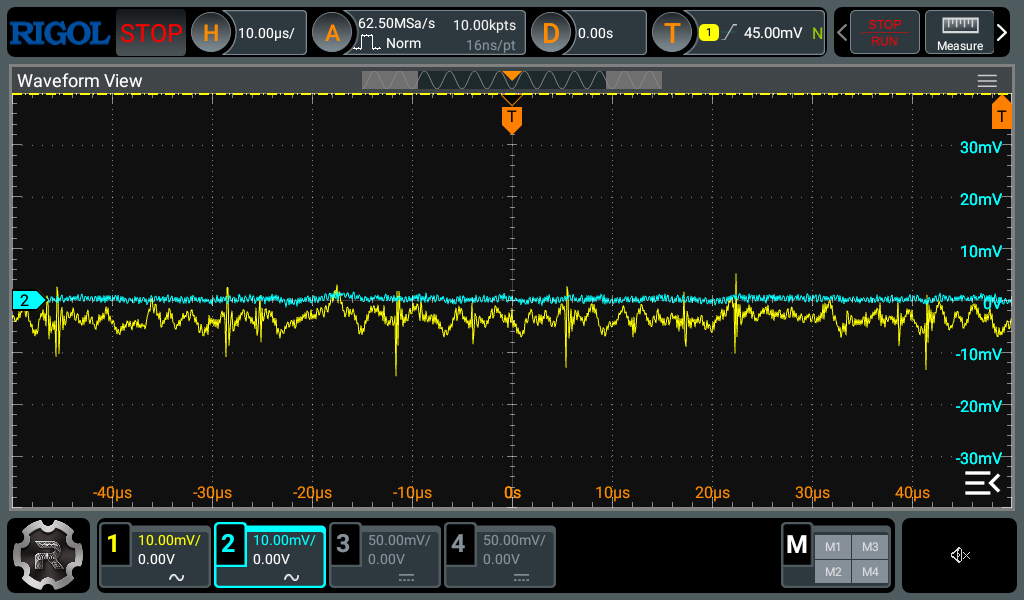 RIGOL STOP H 10.00µs/ A 62.50MSa/s 10.00kpts D 0.00s T 1 45.00mV N STOP
Norm 16ns/pt RUN Measure
Waveform View
T T
30mV
20mV
10mV
2 0V
-10mV
-20mV
-30mV
-40µs -30µs -20µs -10µs 0s 10µs 20µs 30µs 40µs
1 10.00mV/ 2 10.00mV/ 3 50.00mV/ 4 50.00mV/ M M1 M3
0.00V 0.00V 0.00V 0.00V M2 M4
R